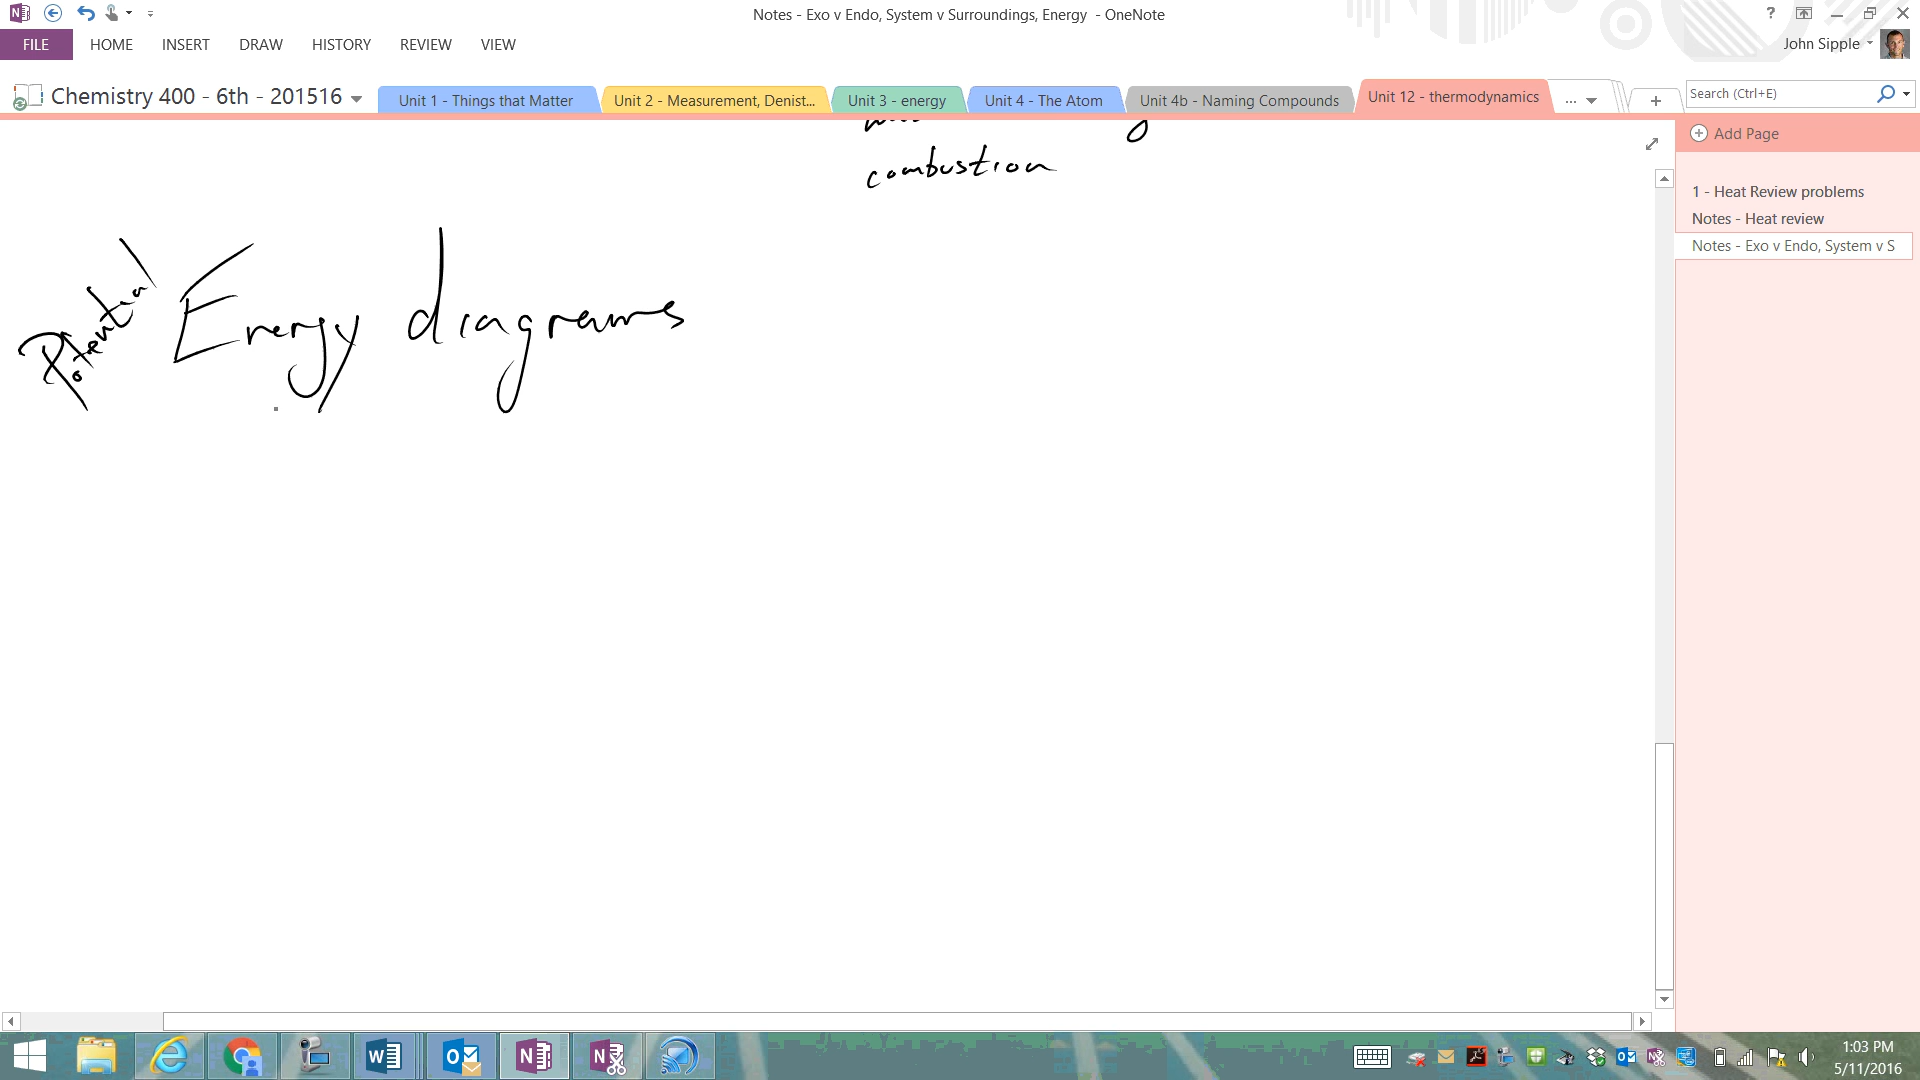 Notes - Exo v Endo, System v Surroundings, Energy - OneNote
FILE HOME INSERT DRAW HISTORY REVIEW VIEW
John Sipple
Chemistry 400 - 6th - 201516
Unit 1 - Things that Matter
Unit 2 - Measurement, Denist...
Unit 3 - energy
Unit 4 - The Atom
Unit 4b - Naming Compounds
Unit 12 - thermodynamics
...
Search (Ctrl+E)
Add Page
1 - Heat Review problems
Notes - Heat review
Notes - Exo v Endo, System v S
combustion
Potential Energy diagrams
1:03 PM
5/11/2016